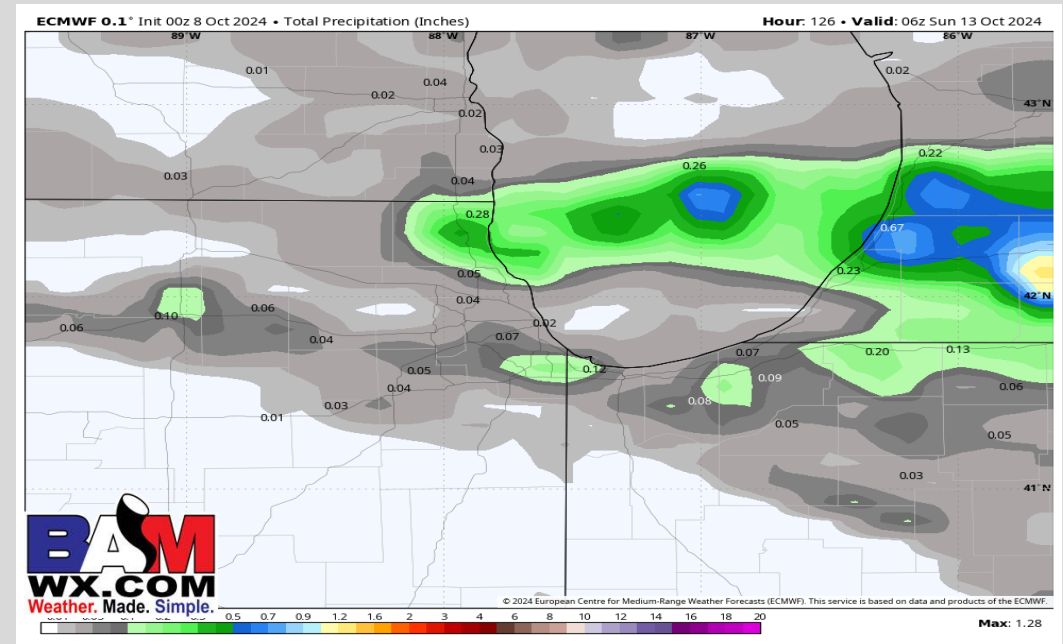 ECMWF 0.1° Init 00z 8 Oct 2024 • Total Precipitation (Inches)
Hour: 126 • Valid: 06z Sun 13 Oct 2024
89°W 88°W 87°W 86°W
0.01
0.04
0.02
0.02
0.02
43°N
0.03
0.22
0.26
0.03
0.04
0.28
0.67
0.23
0.05
42°N
0.04
0.06
0.10
0.06
0.02
0.07
0.04
0.20
0.13
0.07
0.12
0.05
0.09
0.04
0.06
0.08
0.03
0.01
0.05
0.05
0.03
41°N
BAM
WX.COM
Weather. Made. Simple.
© 2024 European Centre for Medium-Range Weather Forecasts (ECMWF). This service is based on data and products of the ECMWF.
0.5 0.7 0.9 1.2 1.6 2 3 4 6 8 10 12 14 16 18 20
Max: 1.28